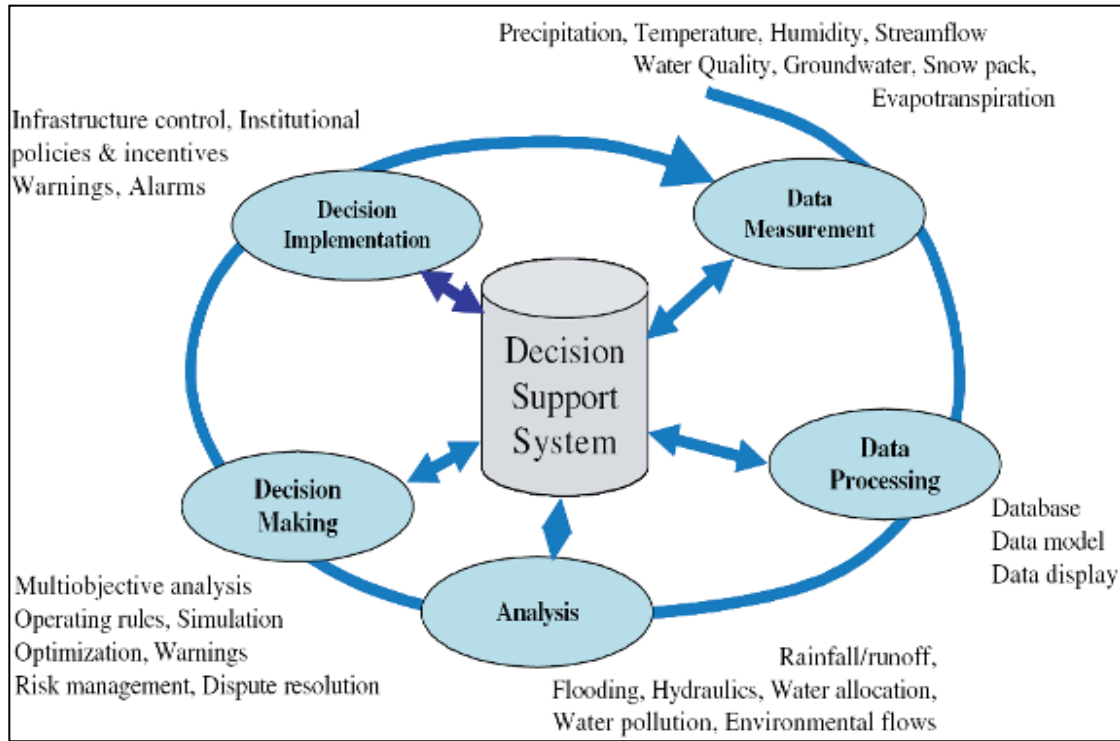 Precipitation, Temperature, Humidity, Streamflow
Water Quality, Groundwater, Snow pack,
Evapotranspiration
Infrastructure control, Institutional
policies & incentives
Warnings, Alarms
Decision
Implementation
Data
Measurement
Decision
Support
System
Data
Processing
Database
Data model
Data display
Decision
Making
Multiobjective analysis
Operating rules, Simulation
Optimization, Warnings
Risk management, Dispute resolution
Analysis
Rainfall/runoff,
Flooding, Hydraulics, Water allocation,
Water pollution, Environmental flows